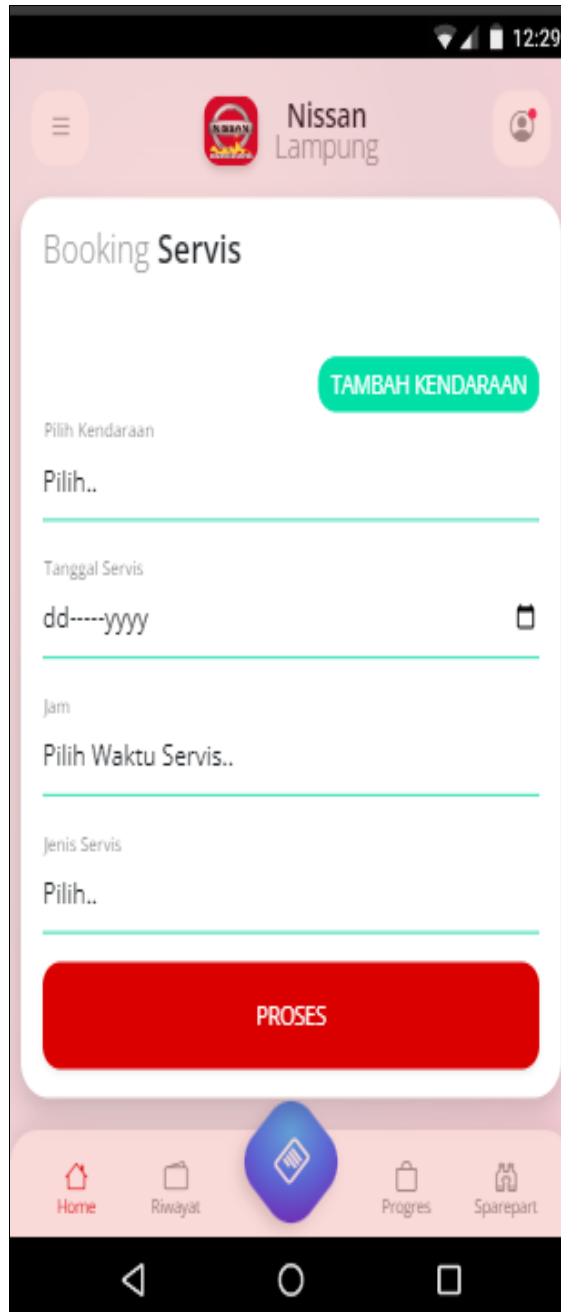 12:29
NISSAN
Nissan
Lampung
Booking Servis
TAMBAH KENDARAAN
Pilih Kendaraan
Pilih..
Tanggal Servis
dd-----yyyy
Jam
Pilih Waktu Servis..
Jenis Servis
Pilih..
PROSES
Home
Riwayat
Progres
Sparepart